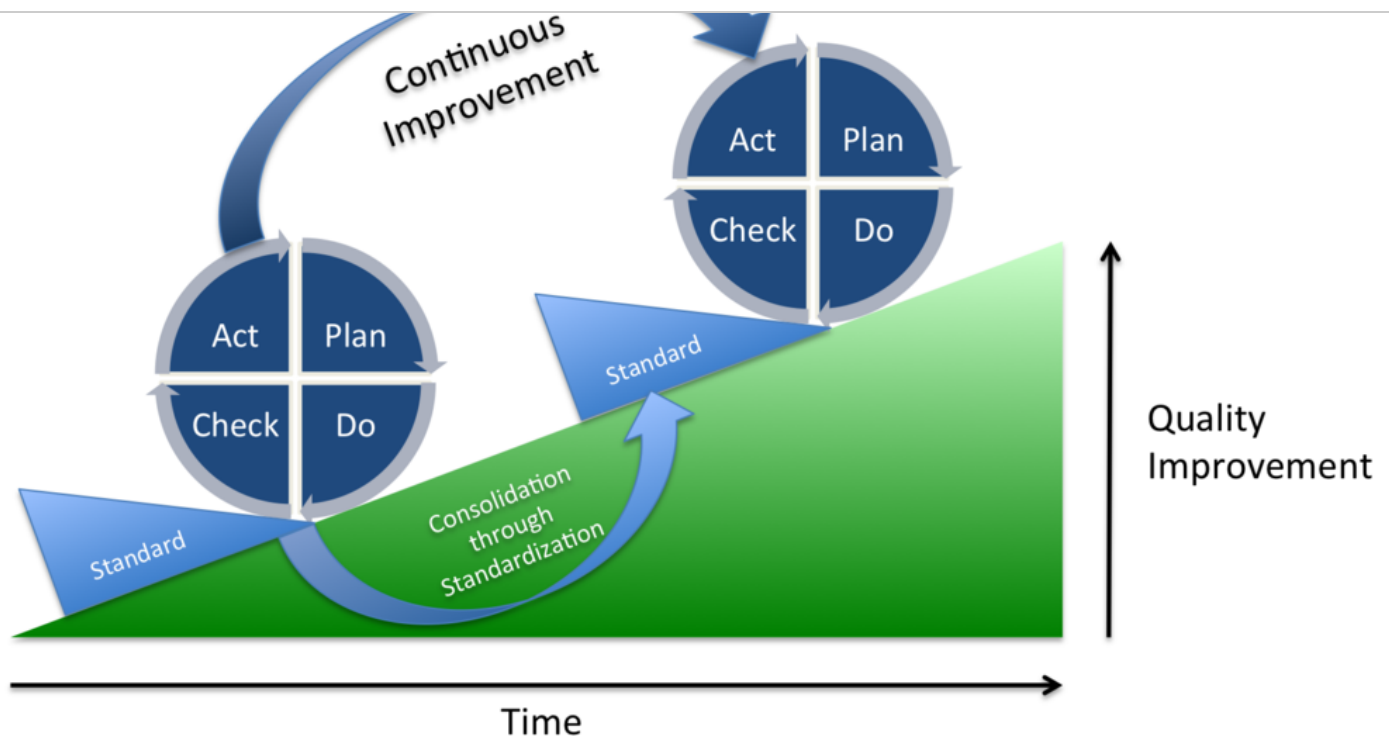 Continuous
Improvement
Act
Plan
Check
Do
Act
Plan
Check
Do
Standard
Standard
Consolidation
through
Standardization
Quality
Improvement
Time